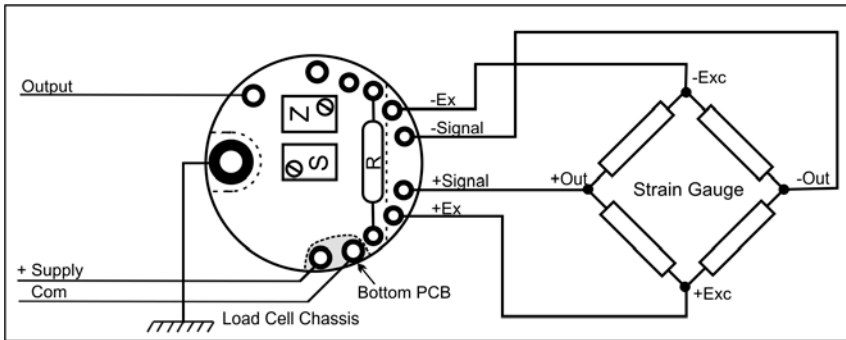 Output
Z
S
R
-Ex
-Signal
+Signal
+Ex
-Exc
+Out
Strain Gauge
-Out
+Exc
+ Supply
Com
Bottom PCB
Load Cell Chassis